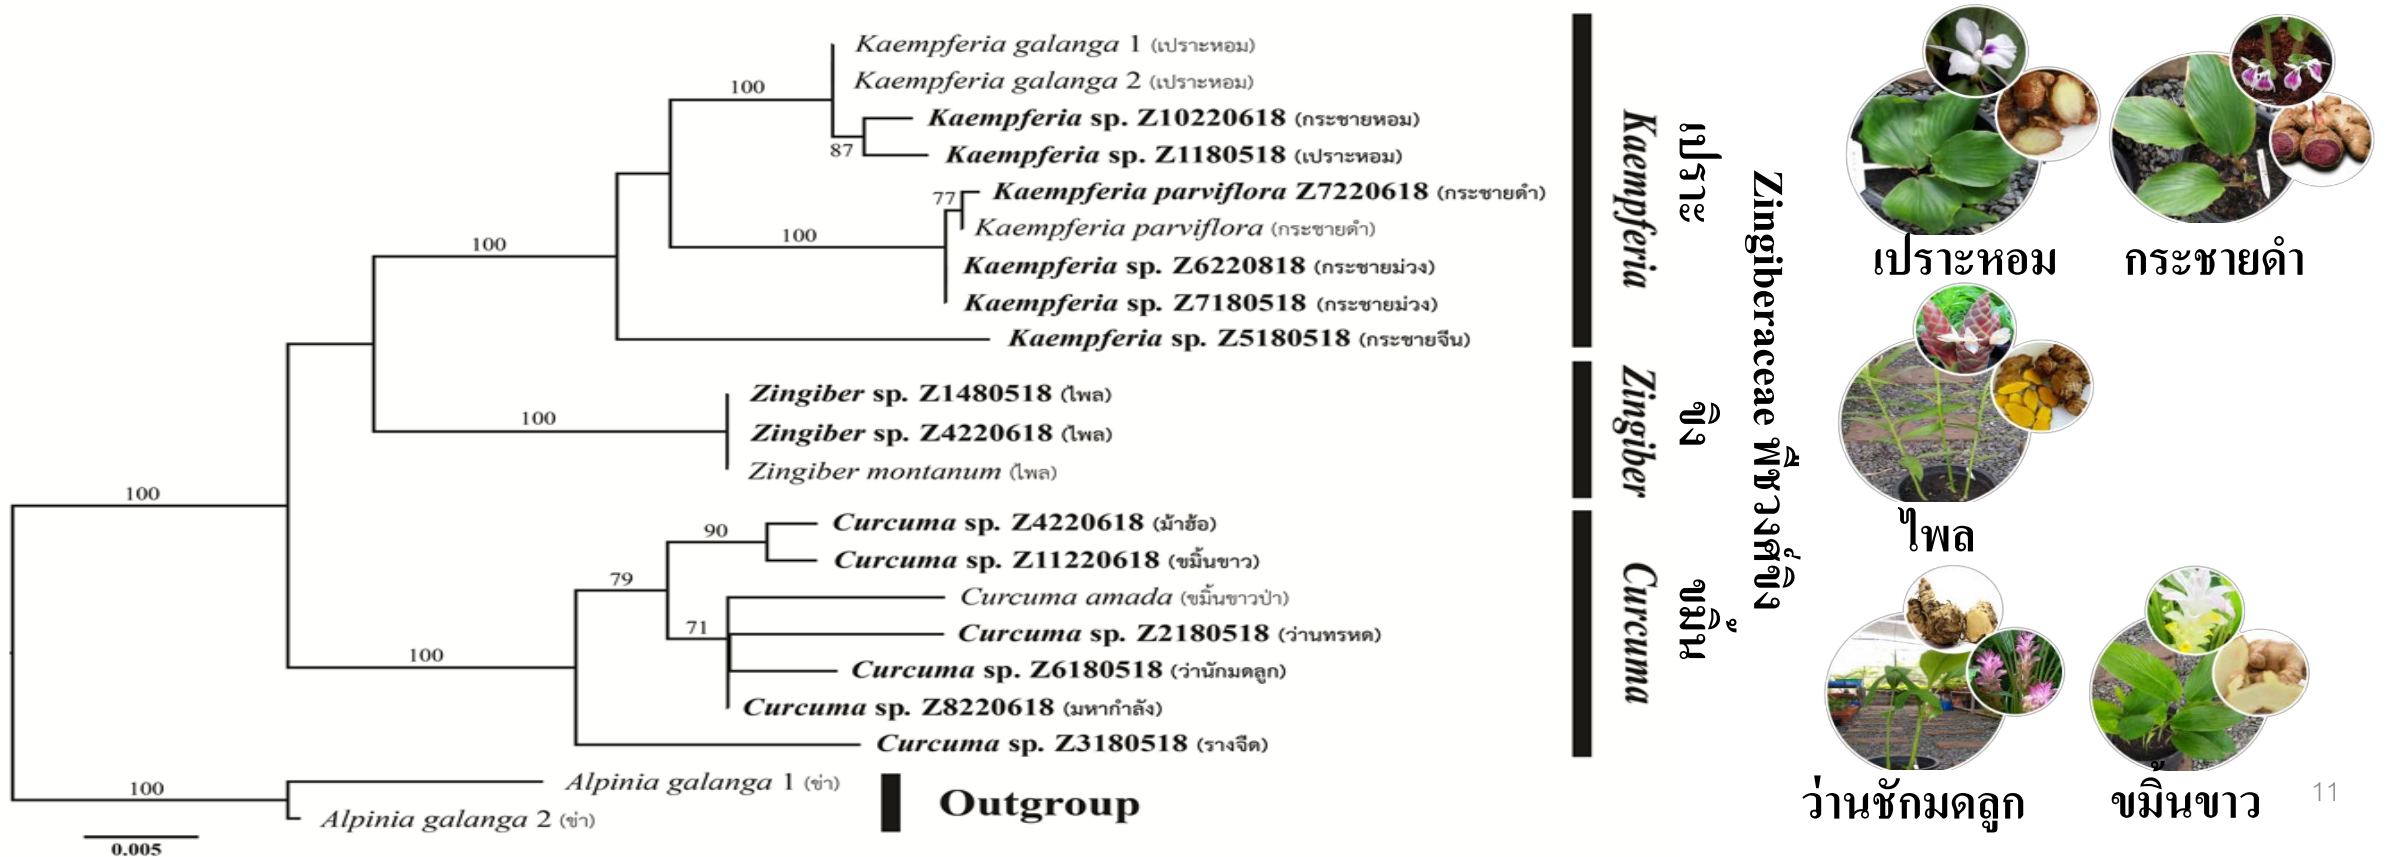 Kaempferia galanga 1 (เปราะหอม)
100
Kaempferia galanga 2 (เปราะหอม)
Kaempferia sp. Z10220618 (กระชายหอม)
87
Kaempferia sp. Z1180518 (เปราะหอม)
77
Kaempferia parviflora Z7220618 (กระชายดำ)
Kaempferia parviflora (กระชายดำ)
100
100
Kaempferia sp. Z6220818 (กระชายม่วง)
Kaempferia sp. Z7180518 (กระชายม่วง)
Kaempferia sp. Z5180518 (กระชายจีน)
Zingiber sp. Z1480518 (ไพล)
100
Zingiber sp. Z4220618 (ไพล)
Zingiber montanum (ไพล)
100
Curcuma sp. Z4220618 (ม้าฮ้อ)
90
Curcuma sp. Z11220618 (ขมิ้นขาว)
79
Curcuma amada (ขมิ้นขาวป่า)
71
Curcuma sp. Z2180518 (ว่านทรหด)
100
Curcuma sp. Z6180518 (ว่านักมดลูก)
Curcuma sp. Z8220618 (มหากำลัง)
Curcuma sp. Z3180518 (รางจืด)
100
Alpinia galanga 1 (ข่า)
Alpinia galanga 2 (ข่า)
Outgroup
0.005
Kaempferia
เปราะ
Zingiber
ขิง
Curcuma
ขมิ้น
Zingiberaceae พืชวงศ์ขิง
เปราะหอม
กระชายดำ
ไพล
ว่านชักมดลูก
ขมิ้นขาว
11